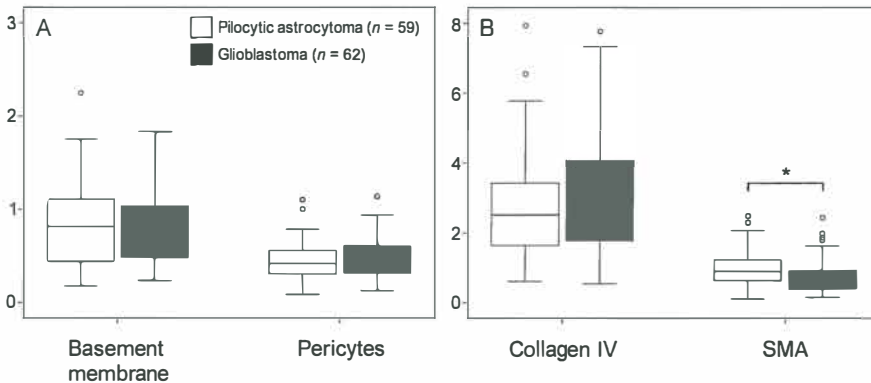 A
Pilocytic astrocytoma (n = 59)
Glioblastoma (n = 62)
3
2
1
0
Basement
membrane
Pericytes
B
8
6
4
2
0
*
Collagen IV
SMA